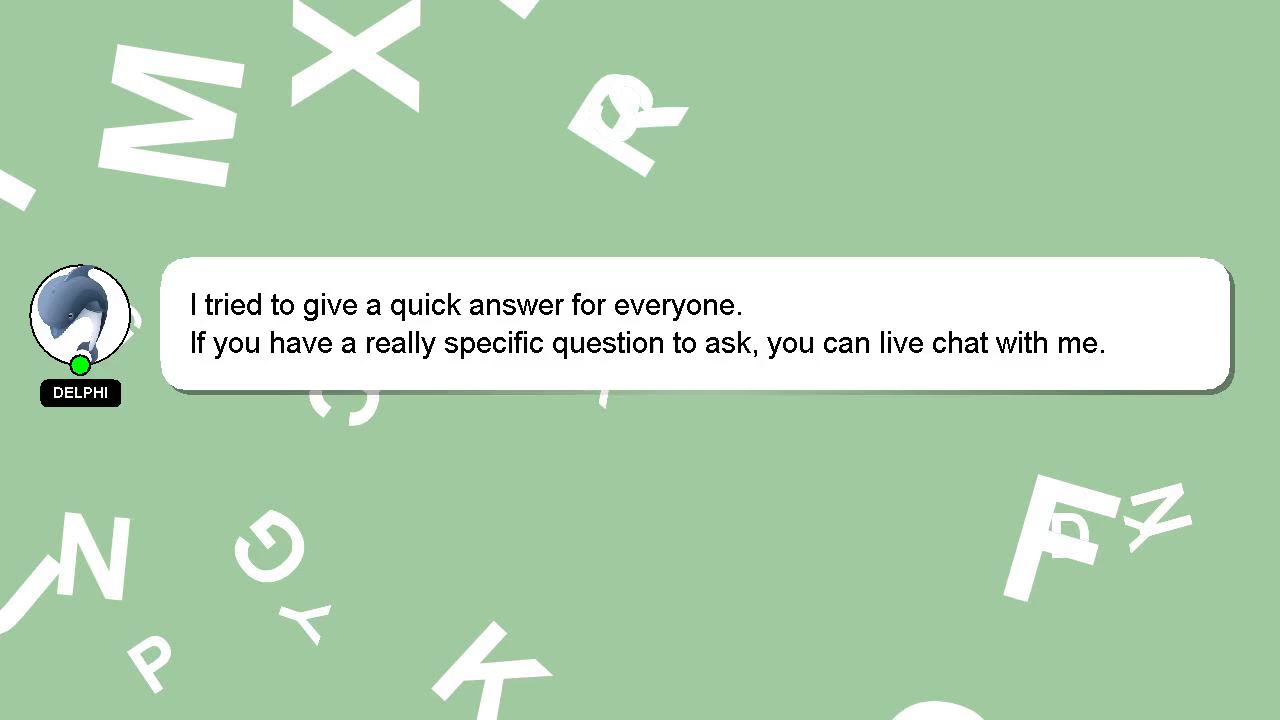 M
X
R
I tried to give a quick answer for everyone.
If you have a really specific question to ask, you can live chat with me.
DELPHI
N
G
Y
P
K
F
D
Z
Y